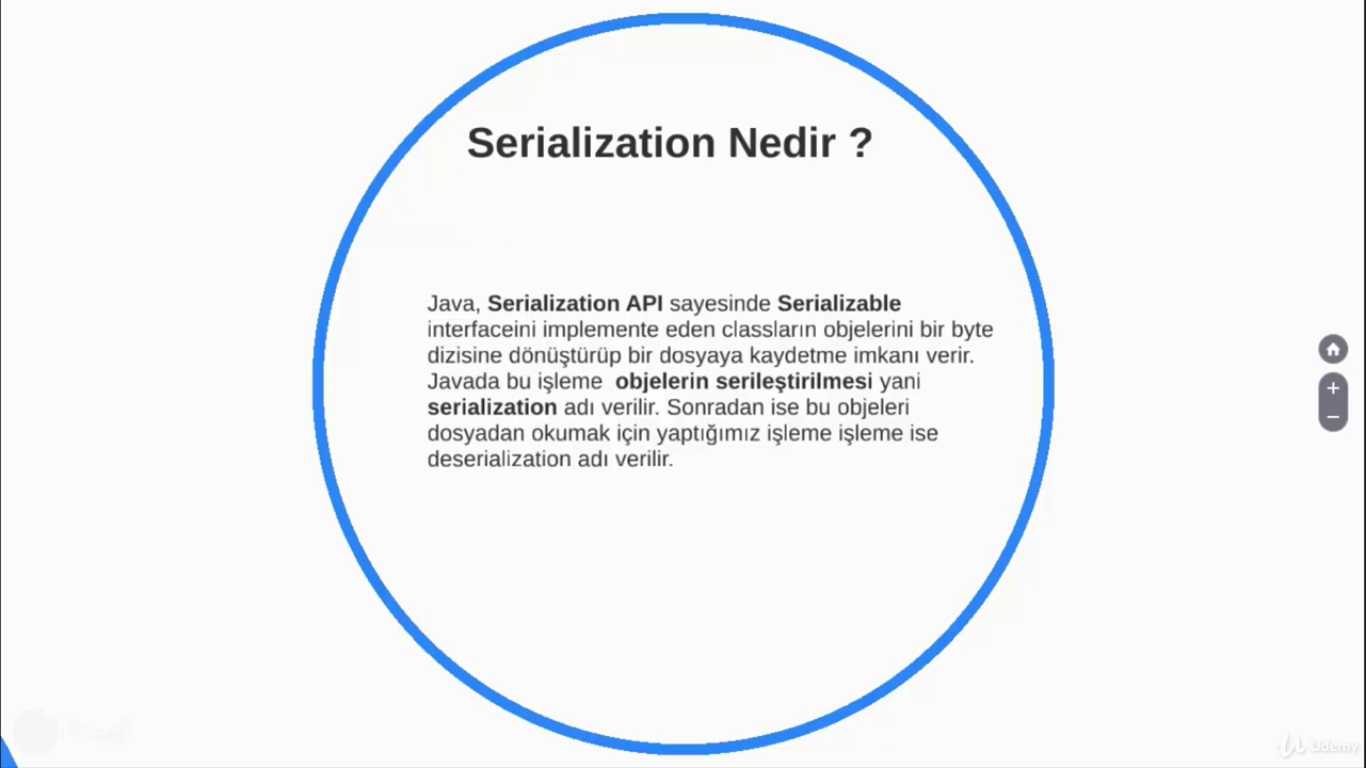 Serialization Nedir ?
Java, Serialization API sayesinde Serializable
interfaceini implemente eden classların objelerini bir byte
dizisine dönüştürüp bir dosyaya kaydetme imkanı verir.
Javada bu işleme objelerin serileştirilmesi yani
serialization adı verilir. Sonradan ise bu objeleri
dosyadan okumak için yaptığımız işleme işleme ise
deserialization adı verilir.
Udemy